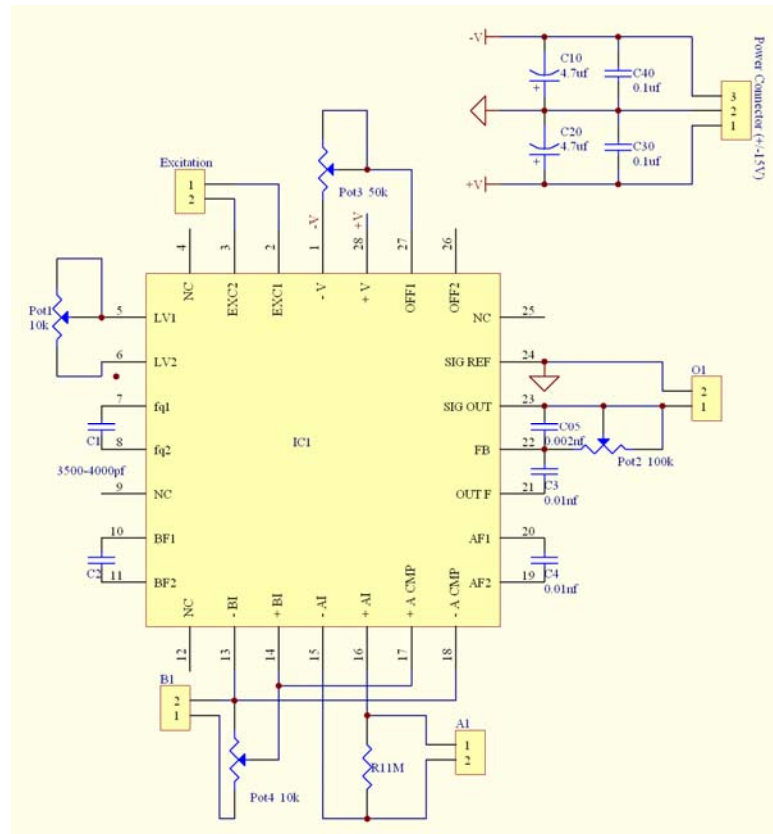 -V
C10
4.7uf
+
C40
0.1uf
C20
4.7uf
+
C30
0.1uf
+V
3
2
1
Power Connector (+/-15V)
Excitation
1
2
Pot3 50k
-V
+V
4
3
2
1
28
27
26
NC
EXC2
EXC1
- V
+ V
OFF1
OFF2
Pot1
10k
5
LV1
6
LV2
7
fq1
C1
8
fq2
3500-4000pf
9
NC
10
BF1
C2
11
BF2
IC1
NC
25
SIG REF
24
SIG OUT
23
FB
22
OUT F
21
AF1
20
AF2
19
O1
2
1
C05
0.002nf
Pot2 100k
C3
0.01nf
C4
0.01nf
NC
- BI
+ BI
- AI
+ AI
+ A CMP
- A CMP
12
13
14
15
16
17
18
B1
2
1
Pot4 10k
R11M
A1
1
2